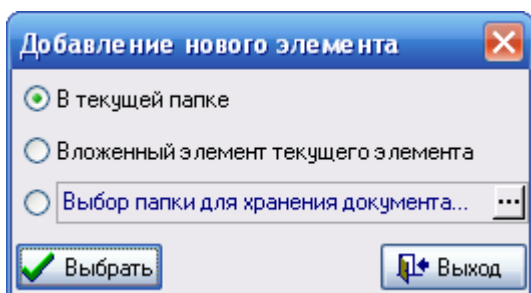 Добавление нового элемента
В текущей папке
Вложенный элемент текущего элемента
Выбор папки для хранения документа... ...
Выбрать Выход